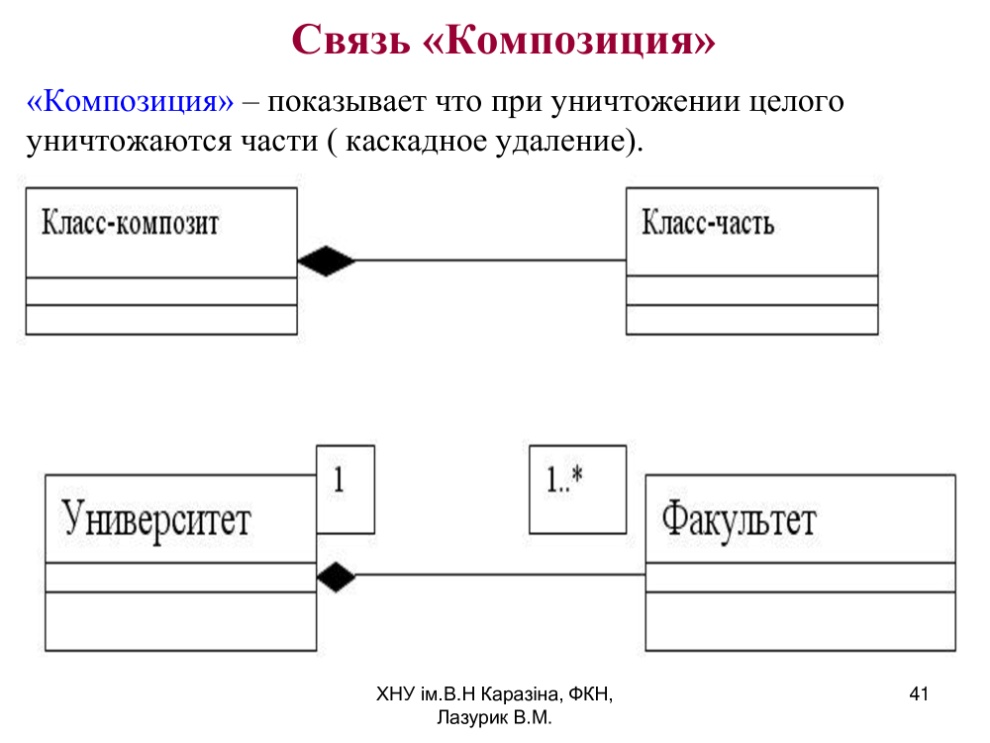 Связь «Композиция»
«Композиция» – показывает что при уничтожении целого
уничтожаются части ( каскадное удаление).
Класс-композит
Класс-часть
1
1..*
Университет
Факультет
ХНУ ім.В.Н Каразіна, ФКН,
Лазурик В.М.
41